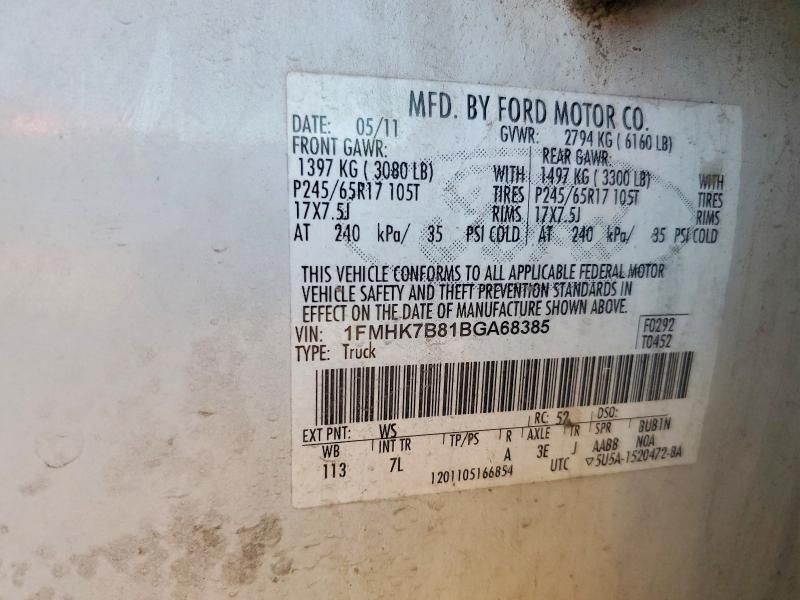 MFD. BY FORD MOTOR CO.
DATE: 05/11 GVWR: 2794 KG ( 6160 LB)
FRONT GAWR: REAR GAWR:
1397 KG ( 3080 LB) WITH 1497 KG ( 3300 LB) WITH
P245/65R17 105T TIRES P245/65R17 105T TIRES
17X7.5J RIMS 17X7.5J RIMS
AT 240 kPa/ 35 PSI COLD AT 240 kPa/ 35 PSI COLD
THIS VEHICLE CONFORMS TO ALL APPLICABLE FEDERAL MOTOR
VEHICLE SAFETY AND THEFT PREVENTION STANDARDS IN
EFFECT ON THE DATE OF MANUFACTURE SHOWN ABOVE.
VIN: 1FMHK7B81BGA68385 F0292
TYPE: Truck T0452
EXT PNT: WS RC: 52 DSO:
WB INT TR TP/PS R AXLE TR SPR BUBIN
113 7L A 3E J AABB NOA
1201105166854 UTC ▽5U5A-1520472-BA